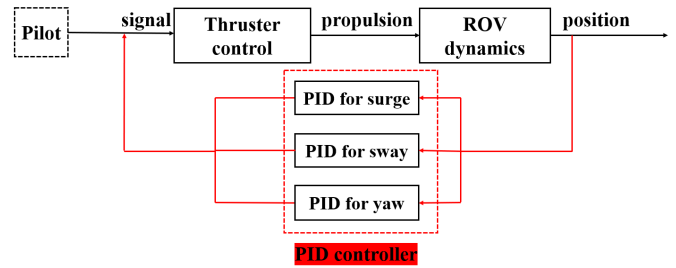 signal
propulsion
position
Pilot
Thruster
control
ROV
dynamics
PID for surge
PID for sway
PID for yaw
PID controller